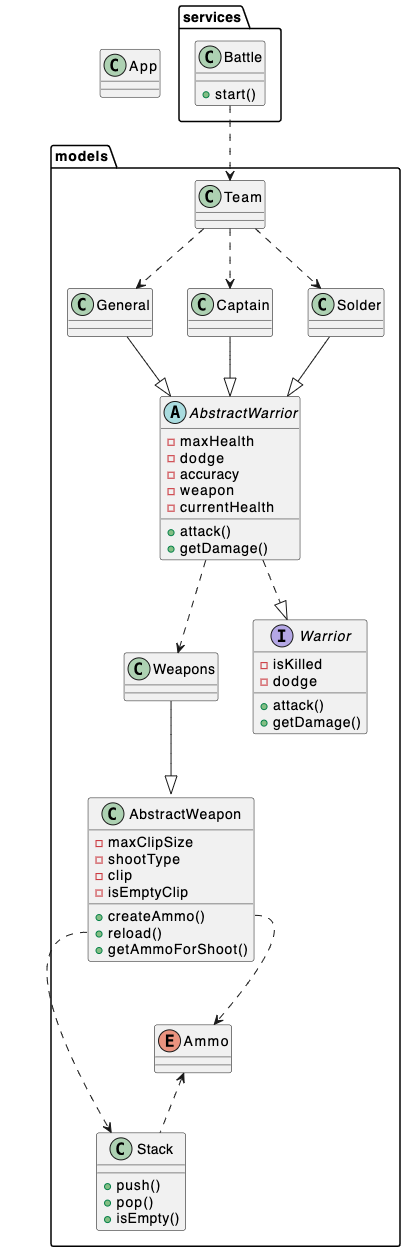 services
C App
C Battle
start()
models
C Team
C General
C Captain
C Solder
A AbstractWarrior
maxHealth
dodge
accuracy
weapon
currentHealth
attack()
getDamage()
I Warrior
isKilled
dodge
attack()
getDamage()
C Weapons
C AbstractWeapon
maxClipSize
shootType
clip
isEmptyClip
createAmmo()
reload()
getAmmoForShoot()
E Ammo
C Stack
push()
pop()
isEmpty()